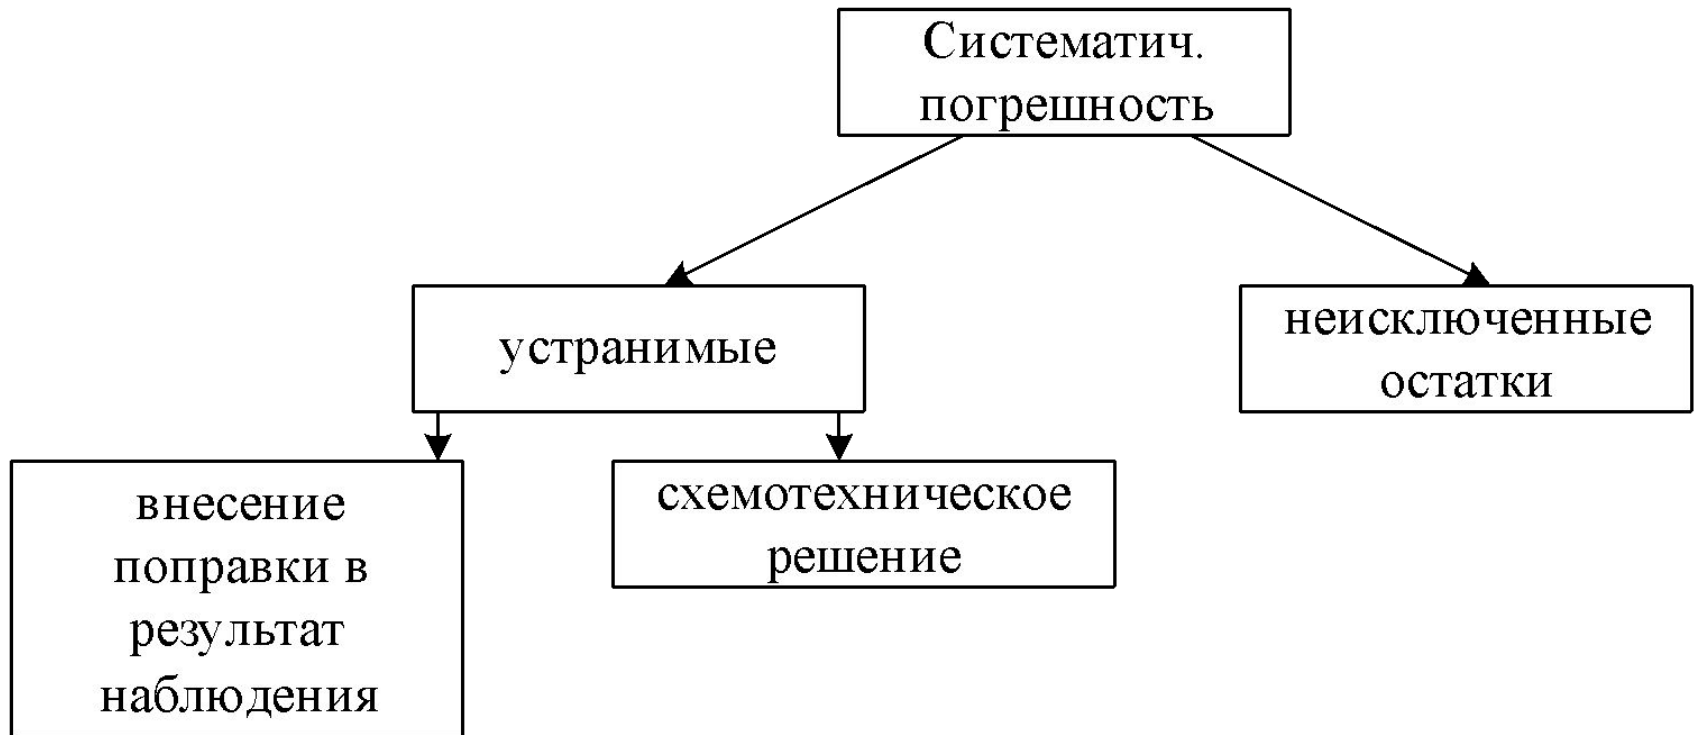 Систематич.
погрешность
устранимые
неисключенные
остатки
внесение
поправки в
результат
наблюдения
схемотехническое
решение